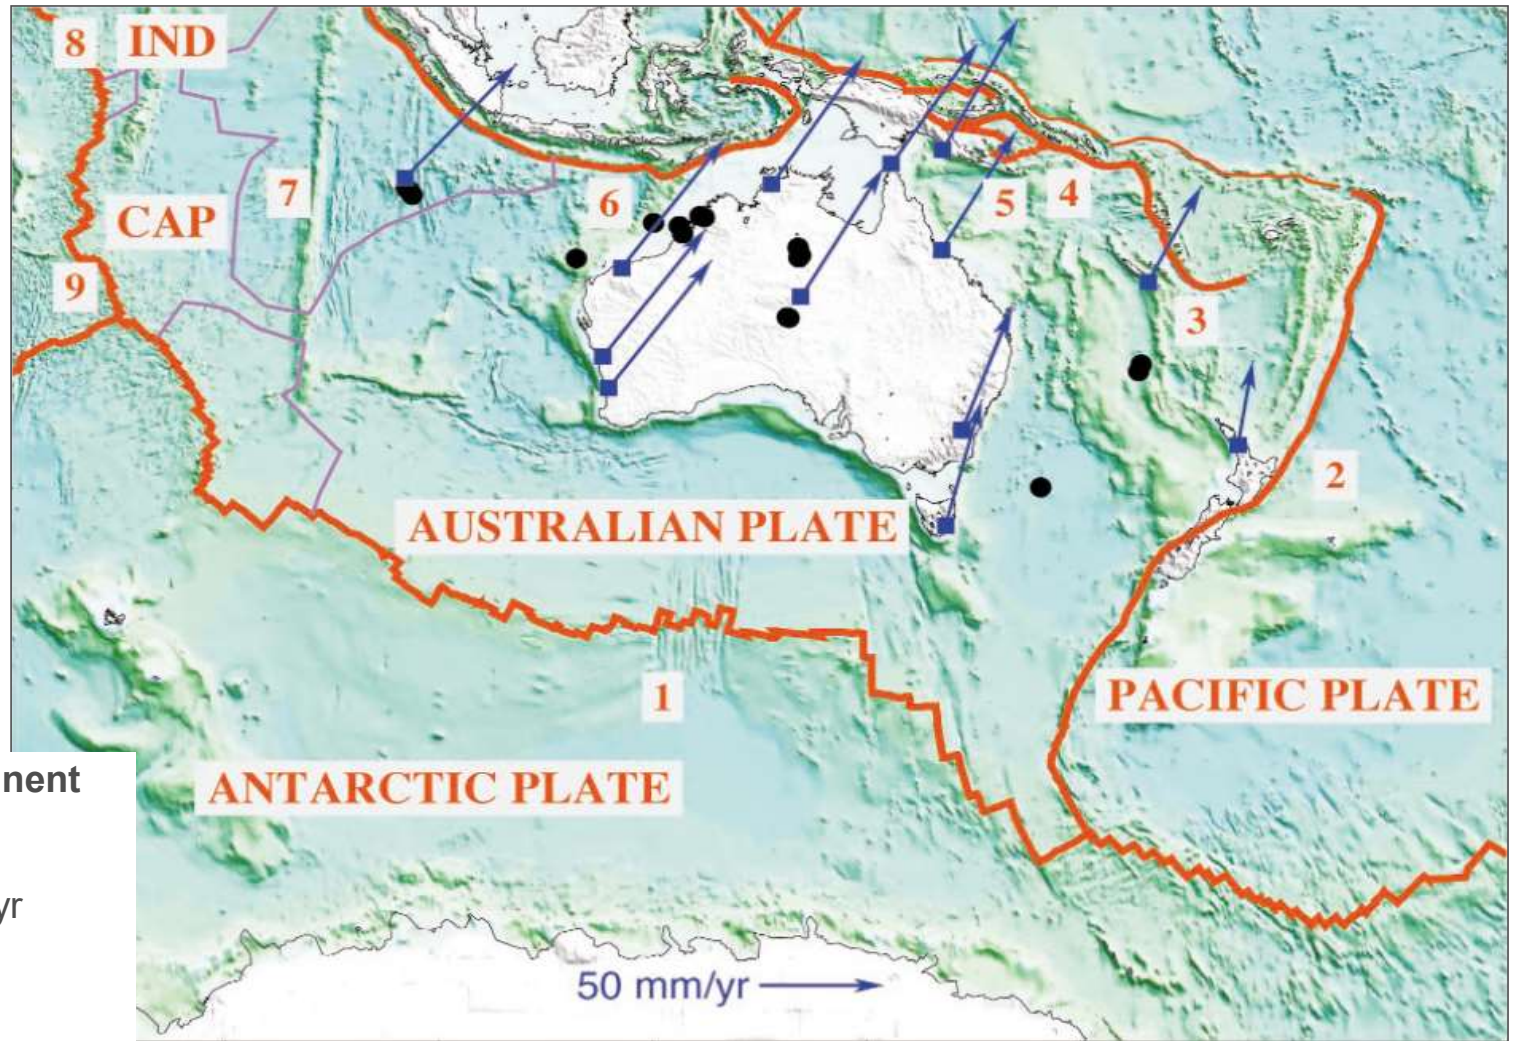 8 IND
CAP
7
9
6
5
4
3
2
AUSTRALIAN PLATE
1
PACIFIC PLATE
ANTARCTIC PLATE
50 mm/yr
nent
yr